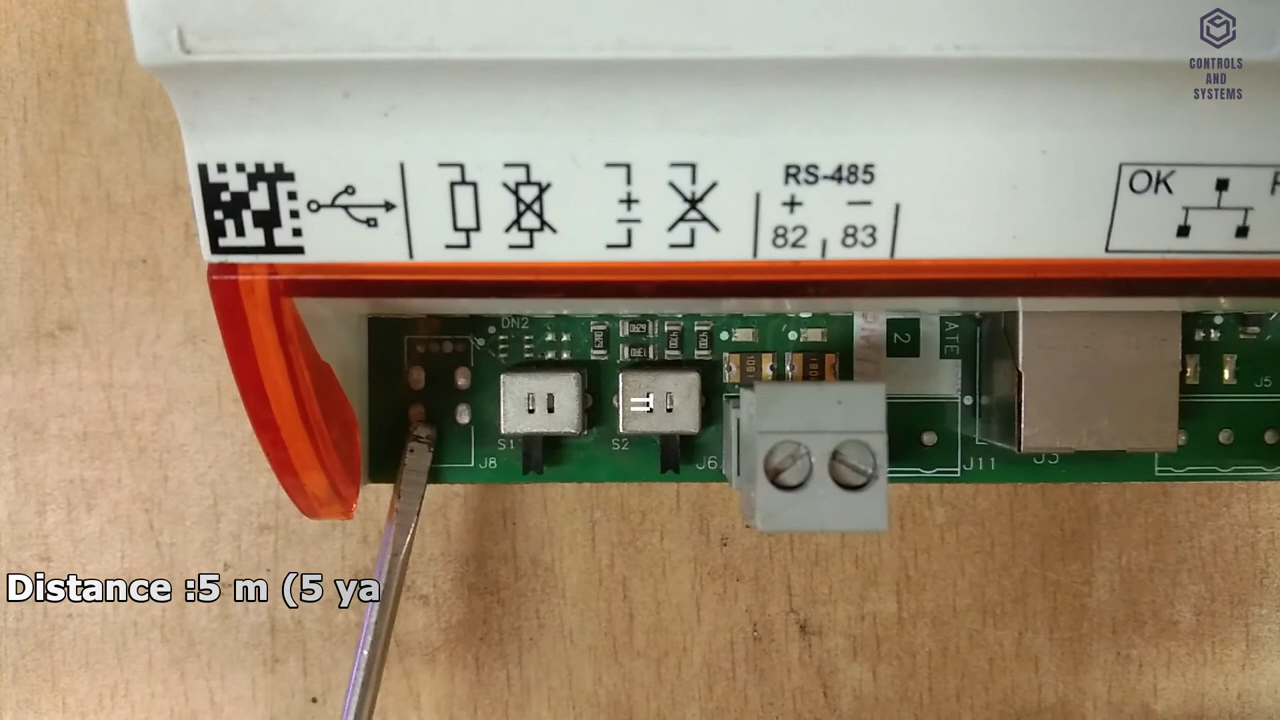 CONTROLS
AND
SYSTEMS
RS-485
+ −
82 83
OK
DN2
2
ATE
S1
S2
J8
J6
J11
J3
J5
Distance :5 m (5 ya